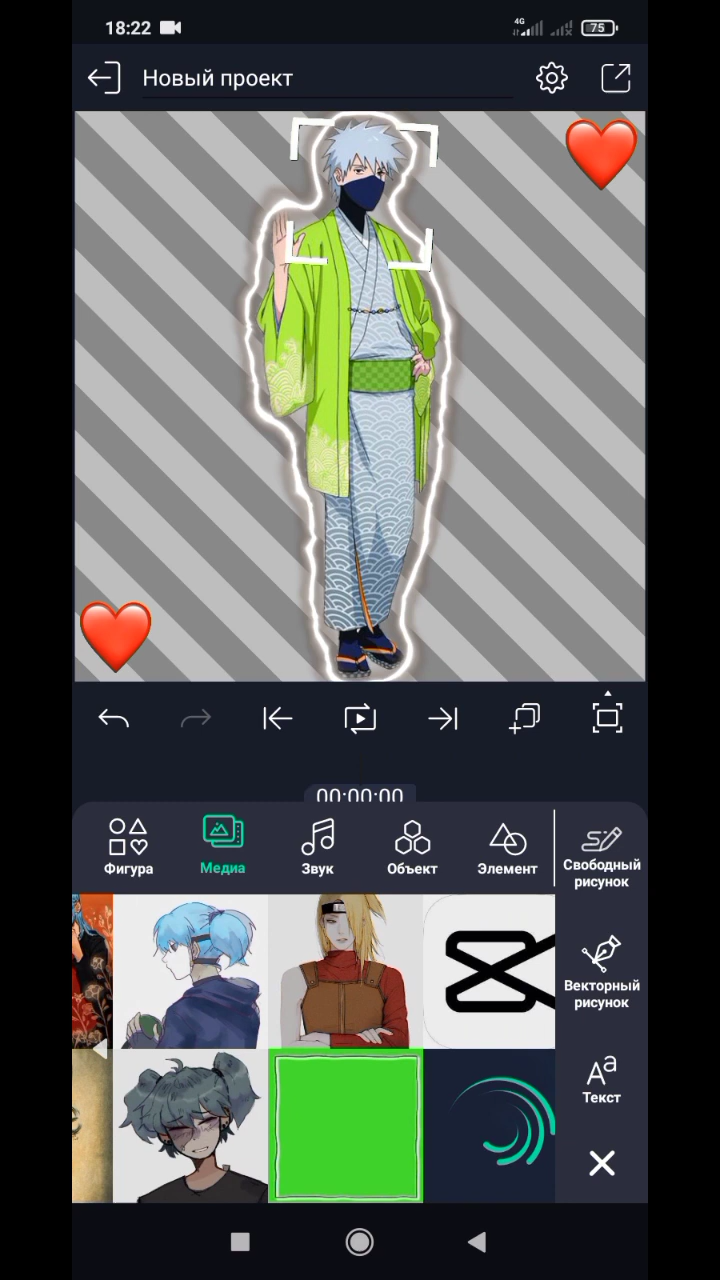 18:22
4G
75
Новый проект
00:00:00
Фигура
Медиа
Звук
Объект
Элемент
Свободный
рисунок
Векторный
рисунок
Aa
Текст